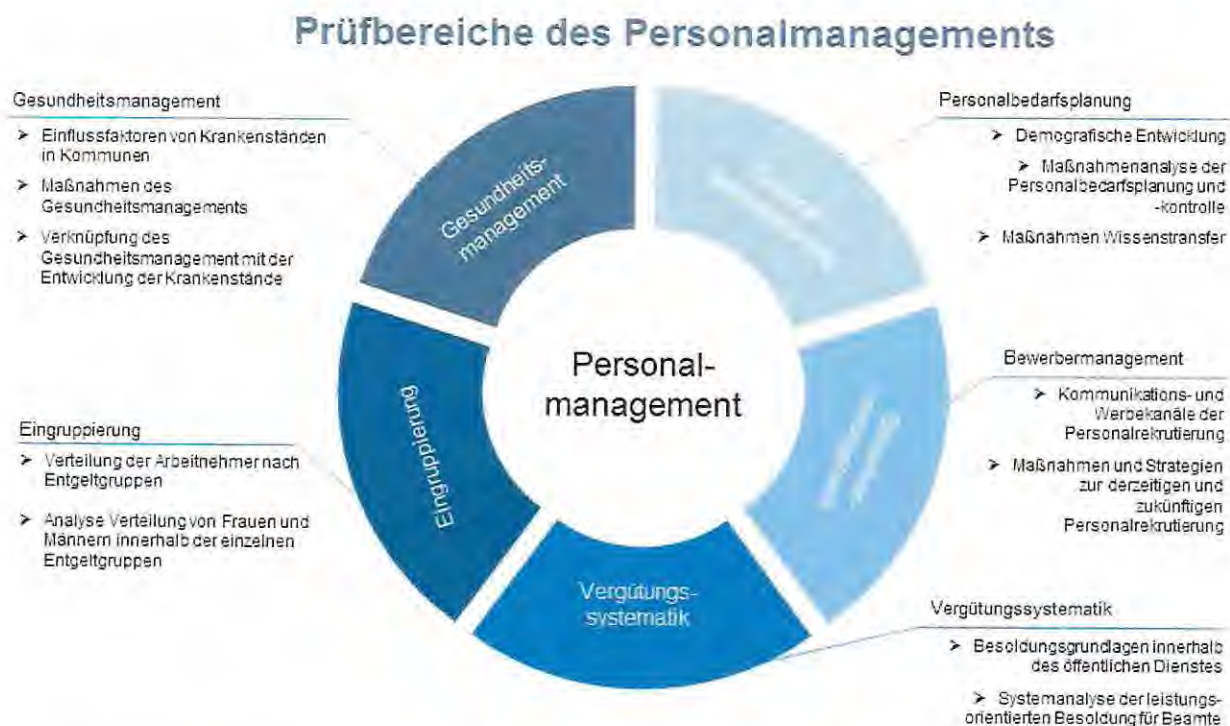 Prüfbereiche des Personalmanagements
Gesundheitsmanagement
➤ Einflussfaktoren von Krankenständen
in Kommunen
➤ Maßnahmen des
Gesundheitsmanagements
➤ Verknüpfung des
Gesundheitsmanagement mit der
Entwicklung der Krankenstände
Eingruppierung
➤ Verteilung der Arbeitnehmer nach
Entgeltgruppen
➤ Analyse Verteilung von Frauen und
Männern innerhalb der einzelnen
Entgeltgruppen
Gesundheits-
management
Eingruppierung
Personal-
management
Vergütungs-
systematik
Personalbedarfsplanung
➤ Demografische Entwicklung
➤ Maßnahmenanalyse der
Personalbedarfsplanung und
-kontrolle
➤ Maßnahmen Wissenstransfer
Bewerbermanagement
➤ Kommunikations- und
Werbekanäle der
Personalrekrutierung
➤ Maßnahmen und Strategien
zur derzeitigen und
zukünftigen
Personalrekrutierung
Vergütungssystematik
➤ Besoldungsgrundlagen innerhalb
des öffentlichen Dienstes
➤ Systemanalyse der leistungs-
orientierten Besoldung für Beamte